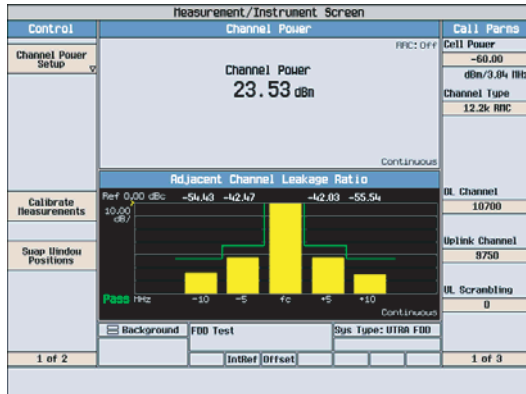 Measurement/Instrument Screen
Control
Channel Power
Setup
Calibrate
Measurements
Swap Window
Positions
1 of 2
Channel Power
RRC: Off
Channel Power
23.53 dBm
Continuous
Adjacent Channel Leakage Ratio
Ref 0.00 dBc
-54.43 -42.47 -42.03 -55.54
10.00
dB/
Pass MHz -10 -5 fc +5 +10
Continuous
Background
FDD Test
Sys Type: UTRA FDD
IntRef Offset
Call Parms
Cell Power
-60.00
dBm/3.84 MHz
Channel Type
12.2k RMC
DL Channel
10700
Uplink Channel
9750
UL Scrambling
0
1 of 3